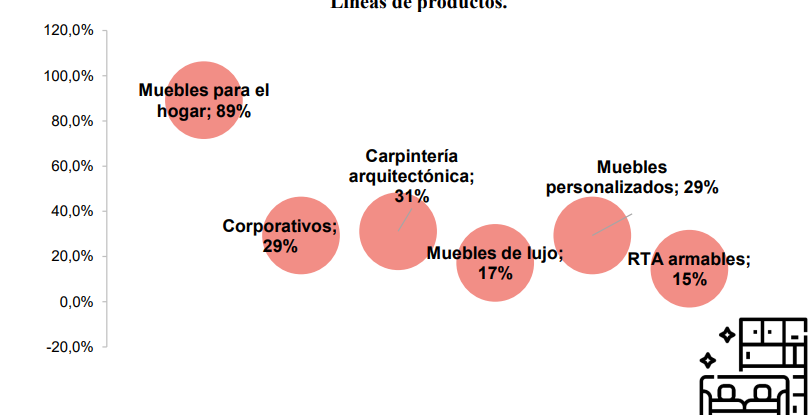 Líneas de productos.
120,0%
100,0%
80,0%
60,0%
40,0%
20,0%
0,0%
-20,0%
Muebles para el
hogar; 89%
Corporativos;
29%
Carpintería
arquitectónica;
31%
Muebles de lujo;
17%
Muebles
personalizados; 29%
RTA armables;
15%